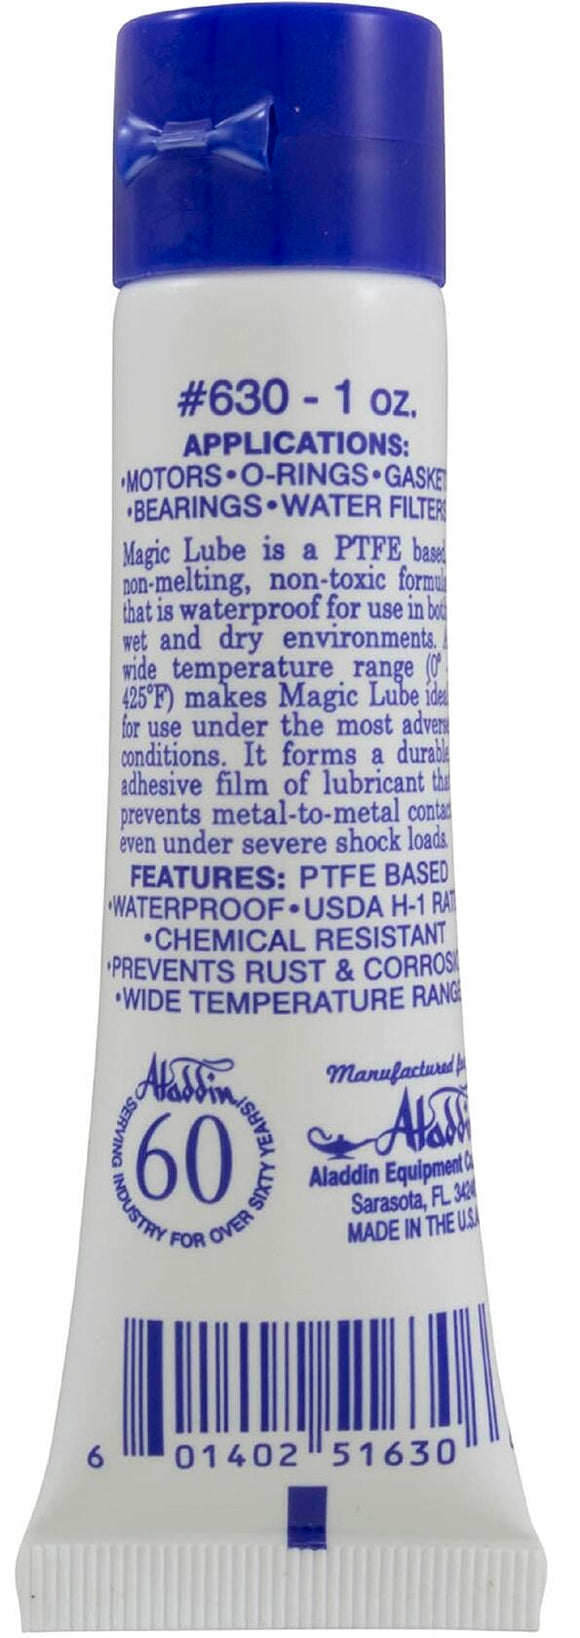 #630 - 1 oz.
APPLICATIONS:
•MOTORS•O-RINGS•GASKET
•BEARINGS•WATER FILTERS
Magic Lube is a PTFE based
non-melting, non-toxic formula
that is waterproof for use in both
wet and dry environments. A
wide temperature range (0° -
425°F) makes Magic Lube ideal
for use under the most adverse
conditions. It forms a durable
adhesive film of lubricant that
prevents metal-to-metal contact
even under severe shock loads.
FEATURES: PTFE BASED
•WATERPROOF•USDA H-1 RAT
•CHEMICAL RESISTANT
•PREVENTS RUST & CORROSIO
•WIDE TEMPERATURE RANGE
Aladdin
60
SERVING INDUSTRY FOR OVER SIXTY YEARS!
Manufactured for
Aladdin
Aladdin Equipment Co
Sarasota, FL 34240
MADE IN THE U.S.A
6 01402 51630